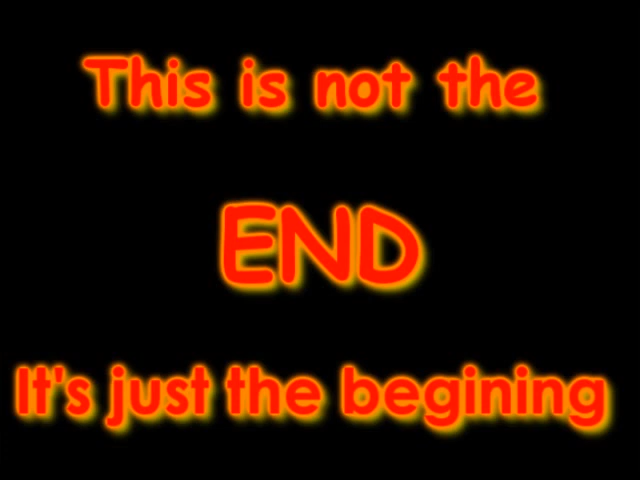 This is not the
END
It's just the begining